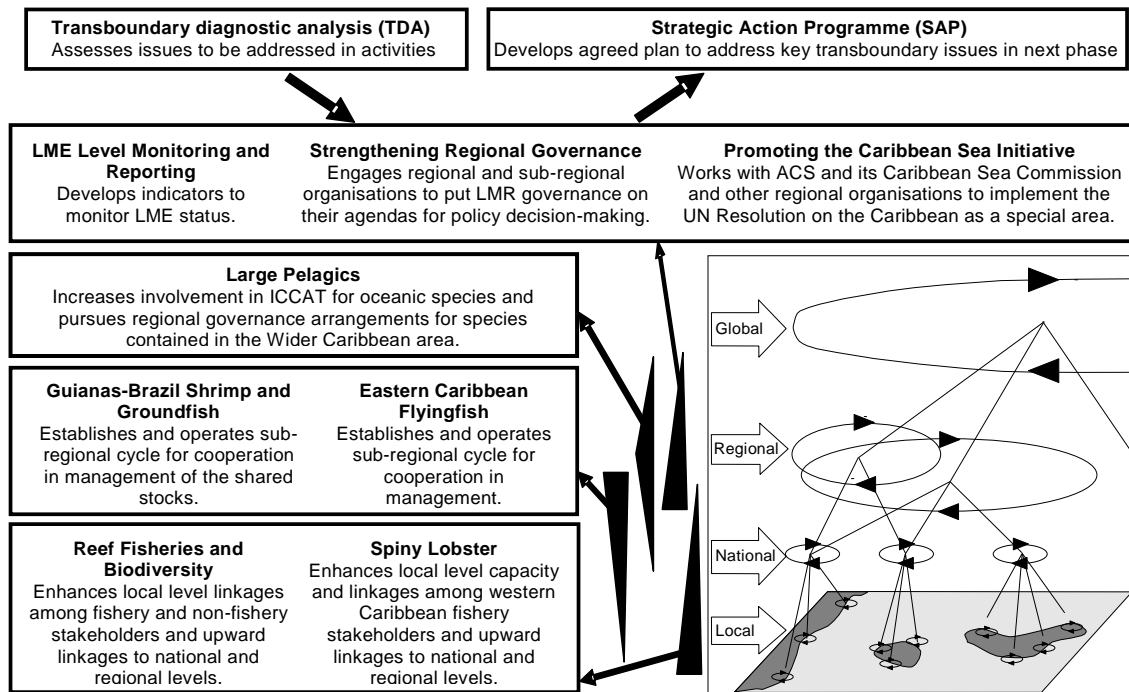 Transboundary diagnostic analysis (TDA)
Assesses issues to be addressed in activities
Strategic Action Programme (SAP)
Develops agreed plan to address key transboundary issues in next phase
LME Level Monitoring and
Reporting
Develops indicators to
monitor LME status.
Strengthening Regional Governance
Engages regional and sub-regional
organisations to put LMR governance on
their agendas for policy decision-making.
Promoting the Caribbean Sea Initiative
Works with ACS and its Caribbean Sea Commission
and other regional organisations to implement the
UN Resolution on the Caribbean as a special area.
Large Pelagics
Increases involvement in ICCAT for oceanic species and
pursues regional governance arrangements for species
contained in the Wider Caribbean area.
Guianas-Brazil Shrimp and
Groundfish
Establishes and operates sub-
regional cycle for cooperation
in management of the shared
stocks.
Eastern Caribbean
Flyingfish
Establishes and operates
sub-regional cycle for
cooperation in
management.
Reef Fisheries and
Biodiversity
Enhances local level linkages
among fishery and non-fishery
stakeholders and upward
linkages to national and
regional levels.
Spiny Lobster
Enhances local level capacity
and linkages among western
Caribbean fishery
stakeholders and upward
linkages to national and
regional levels.
Global
Regional
National
Local